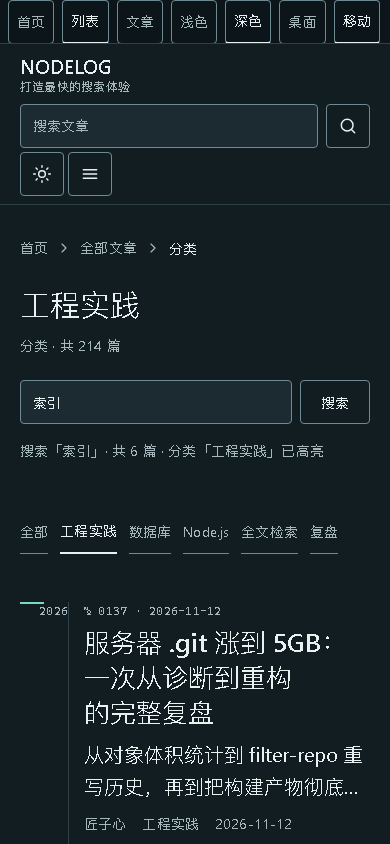 首页 列表 文章 浅色 深色 桌面 移动
NODELOG
打造最快的搜索体验
搜索文章
首页 > 全部文章 > 分类
工程实践
分类 · 共 214 篇
索引 搜索
搜索「索引」· 共 6 篇 · 分类「工程实践」已高亮
全部 工程实践 数据库 Node.js 全文检索 复盘
2026 № 0137 · 2026-11-12
服务器 .git 涨到 5GB：
一次从诊断到重构
的完整复盘
从对象体积统计到 filter-repo 重
写历史，再到把构建产物彻底…
匠子心 工程实践 2026-11-12